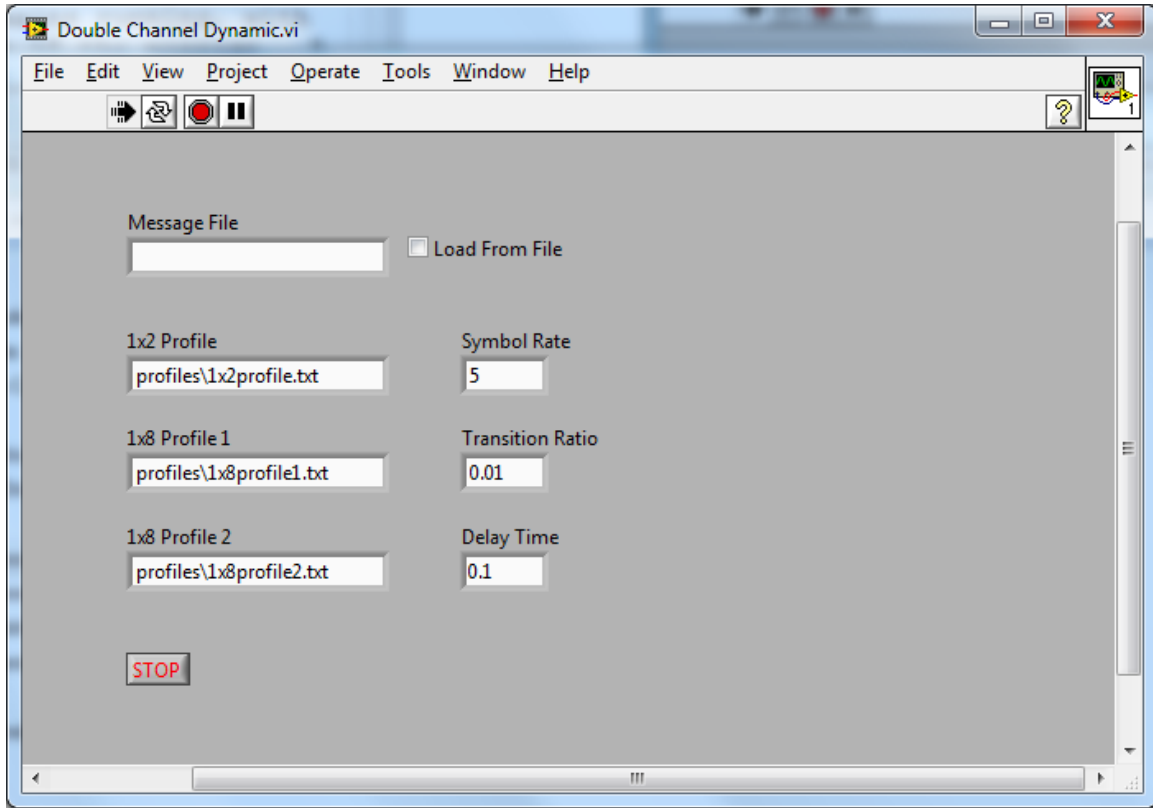 Double Channel Dynamic.vi
File Edit View Project Operate Tools Window Help
?
1
Message File
Load From File
1x2 Profile
profiles\1x2profile.txt
Symbol Rate
5
1x8 Profile 1
profiles\1x8profile1.txt
Transition Ratio
0.01
1x8 Profile 2
profiles\1x8profile2.txt
Delay Time
0.1
STOP